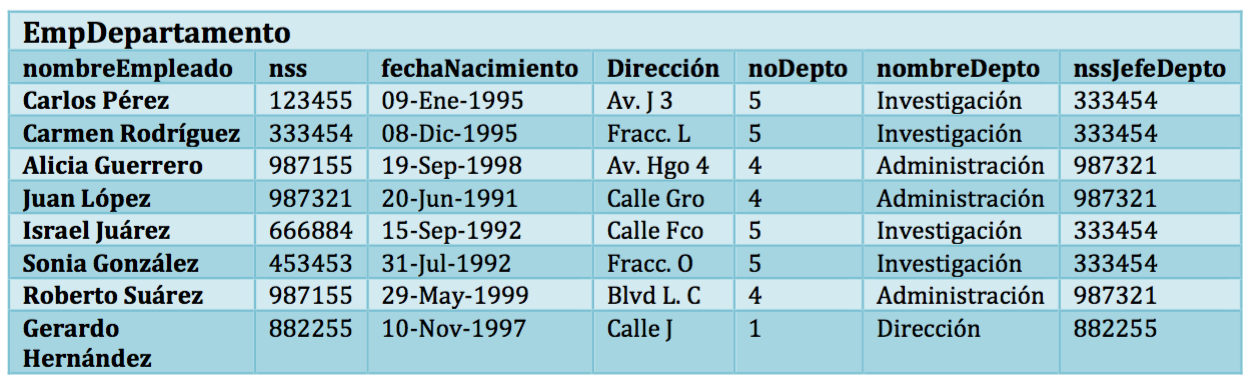 EmpDepartamento
nombreEmpleado nss fechaNacimiento Dirección noDepto nombreDepto nssJefeDepto
Carlos Pérez 123455 09-Ene-1995 Av. J 3 5 Investigación 333454
Carmen Rodríguez 333454 08-Dic-1995 Fracc. L 5 Investigación 333454
Alicia Guerrero 987155 19-Sep-1998 Av. Hgo 4 4 Administración 987321
Juan López 987321 20-Jun-1991 Calle Gro 4 Administración 987321
Israel Juárez 666884 15-Sep-1992 Calle Fco 5 Investigación 333454
Sonia González 453453 31-Jul-1992 Fracc. O 5 Investigación 333454
Roberto Suárez 987155 29-May-1999 Blvd L. C 4 Administración 987321
Gerardo 882255 10-Nov-1997 Calle J 1 Dirección 882255
Hernández